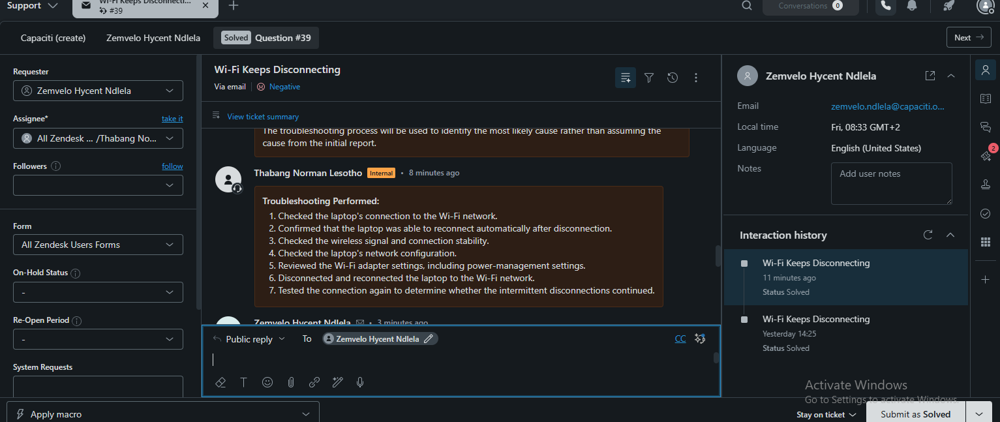 Support
Wi-Fi Keeps Disconnecti...
#39
Conversations 0
Capaciti (create)
Zemvelo Hycent Ndlela
Solved Question #39
Next
Requester
Zemvelo Hycent Ndlela
Assignee* take it
All Zendesk ... /Thabang No...
Followers follow
Form
All Zendesk Users Forms
On-Hold Status
-
Re-Open Period
-
System Requests
Apply macro
Wi-Fi Keeps Disconnecting
Via email Negative
View ticket summary
The troubleshooting process will be used to identify the most likely cause rather than assuming the
cause from the initial report.
Thabang Norman Lesotho Internal • 8 minutes ago
Troubleshooting Performed:
1. Checked the laptop's connection to the Wi-Fi network.
2. Confirmed that the laptop was able to reconnect automatically after disconnection.
3. Checked the wireless signal and connection stability.
4. Checked the laptop's network configuration.
5. Reviewed the Wi-Fi adapter settings, including power-management settings.
6. Disconnected and reconnected the laptop to the Wi-Fi network.
7. Tested the connection again to determine whether the intermittent disconnections continued.
Zemvelo Hycent Ndlela • 3 minutes ago
Public reply To Zemvelo Hycent Ndlela CC
Zemvelo Hycent Ndlela
Email zemvelo.ndlela@capaciti.o...
Local time Fri, 08:33 GMT+2
Language English (United States)
Notes Add user notes
Interaction history
Wi-Fi Keeps Disconnecting
11 minutes ago
Status Solved
Wi-Fi Keeps Disconnecting
Yesterday 14:25
Status Solved
2
Activate Windows
Go to Settings to activate Windows.
Stay on ticket
Submit as Solved